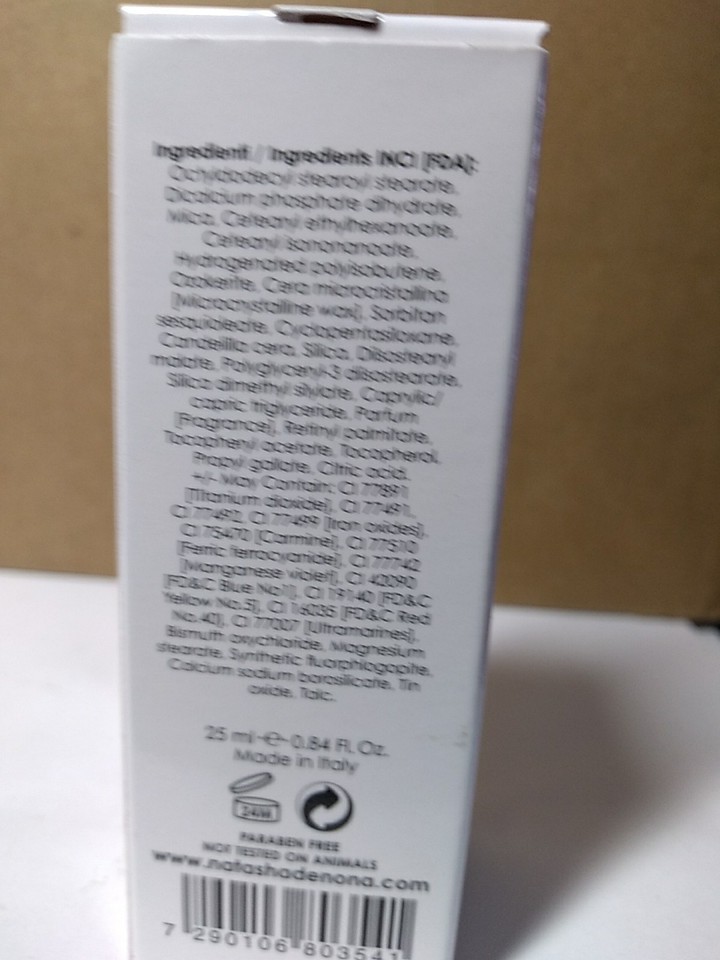 Ingredient / Ingredients INCI [FDA]:
Octyldodecyl stearoyl stearate,
Dicalcium phosphate dihydrate,
Mica, Cetearyl ethylhexanoate,
Cetearyl isononanoate,
Hydrogenated polyisobutene,
Ozokerite, Cera microcristallina
[Microcrystalline wax], Sorbitan
sesquioleate, Cyclopentasiloxane,
Candelilla cera, Silica, Diisostearyl
malate, Polyglyceryl-3 diisostearate,
Silica dimethyl silylate, Caprylic/
capric triglyceride, Parfum
[Fragrance], Retinyl palmitate,
Tocopheryl acetate, Tocopherol,
Propyl gallate, Citric acid.
+/- May Contain: CI 77891
[Titanium dioxide], CI 77491,
CI 77492, CI 77499 [Iron oxides],
CI 75470 [Carmine], CI 77510
[Ferric ferrocyanide], CI 77742
[Manganese violet], CI 42090
[FD&C Blue No1], CI 19140 [FD&C
Yellow No.5], CI 16035 [FD&C Red
No.40], CI 77007 [Ultramarines],
Bismuth oxychloride, Magnesium
stearate, Synthetic fluorphlogopite,
Calcium sodium borosilicate, Tin
oxide, Talc.
25 ml e 0.84 Fl. Oz.
Made in Italy
24M
PARABEN FREE
NOT TESTED ON ANIMALS
www.natashadenona.com
7 290106 803541